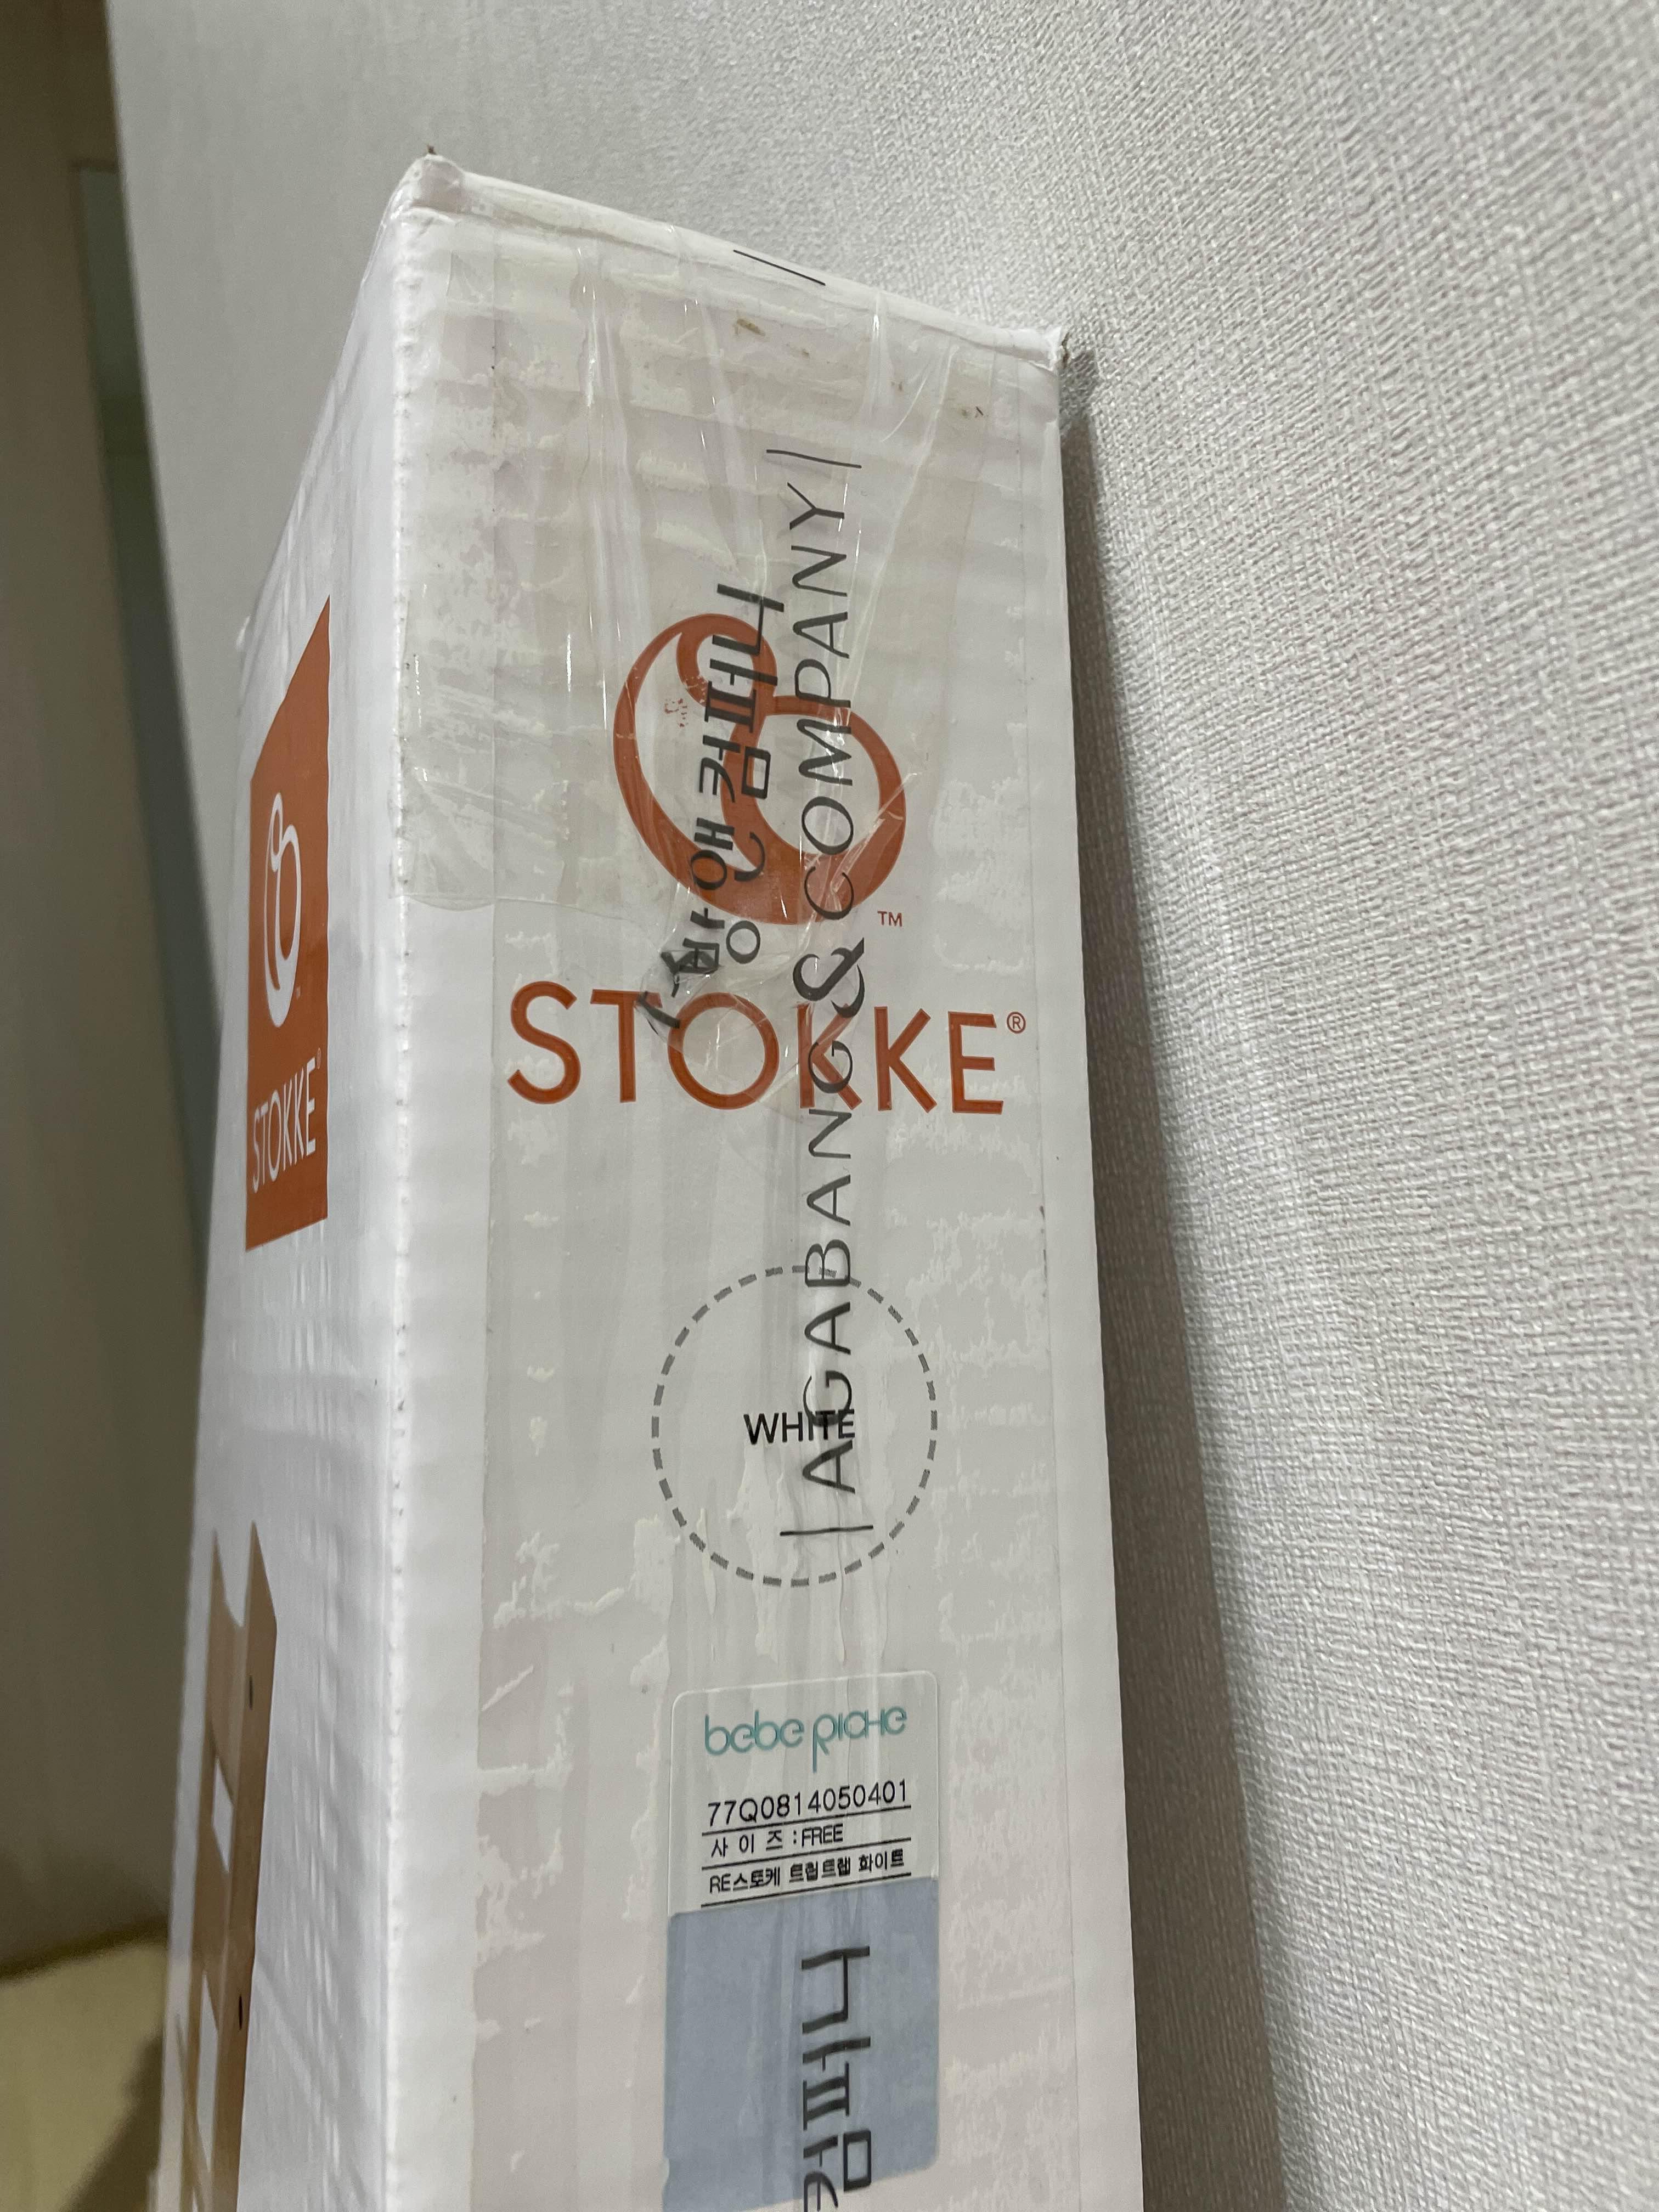 STOKKE™
STOKKE®
아가방앤컴퍼니
|AGABANG&COMPANY|
WHITE
bebe Riche
77Q0814050401
사 이 즈 : FREE
RE스토케 트립트랩 화이트
컴퍼니